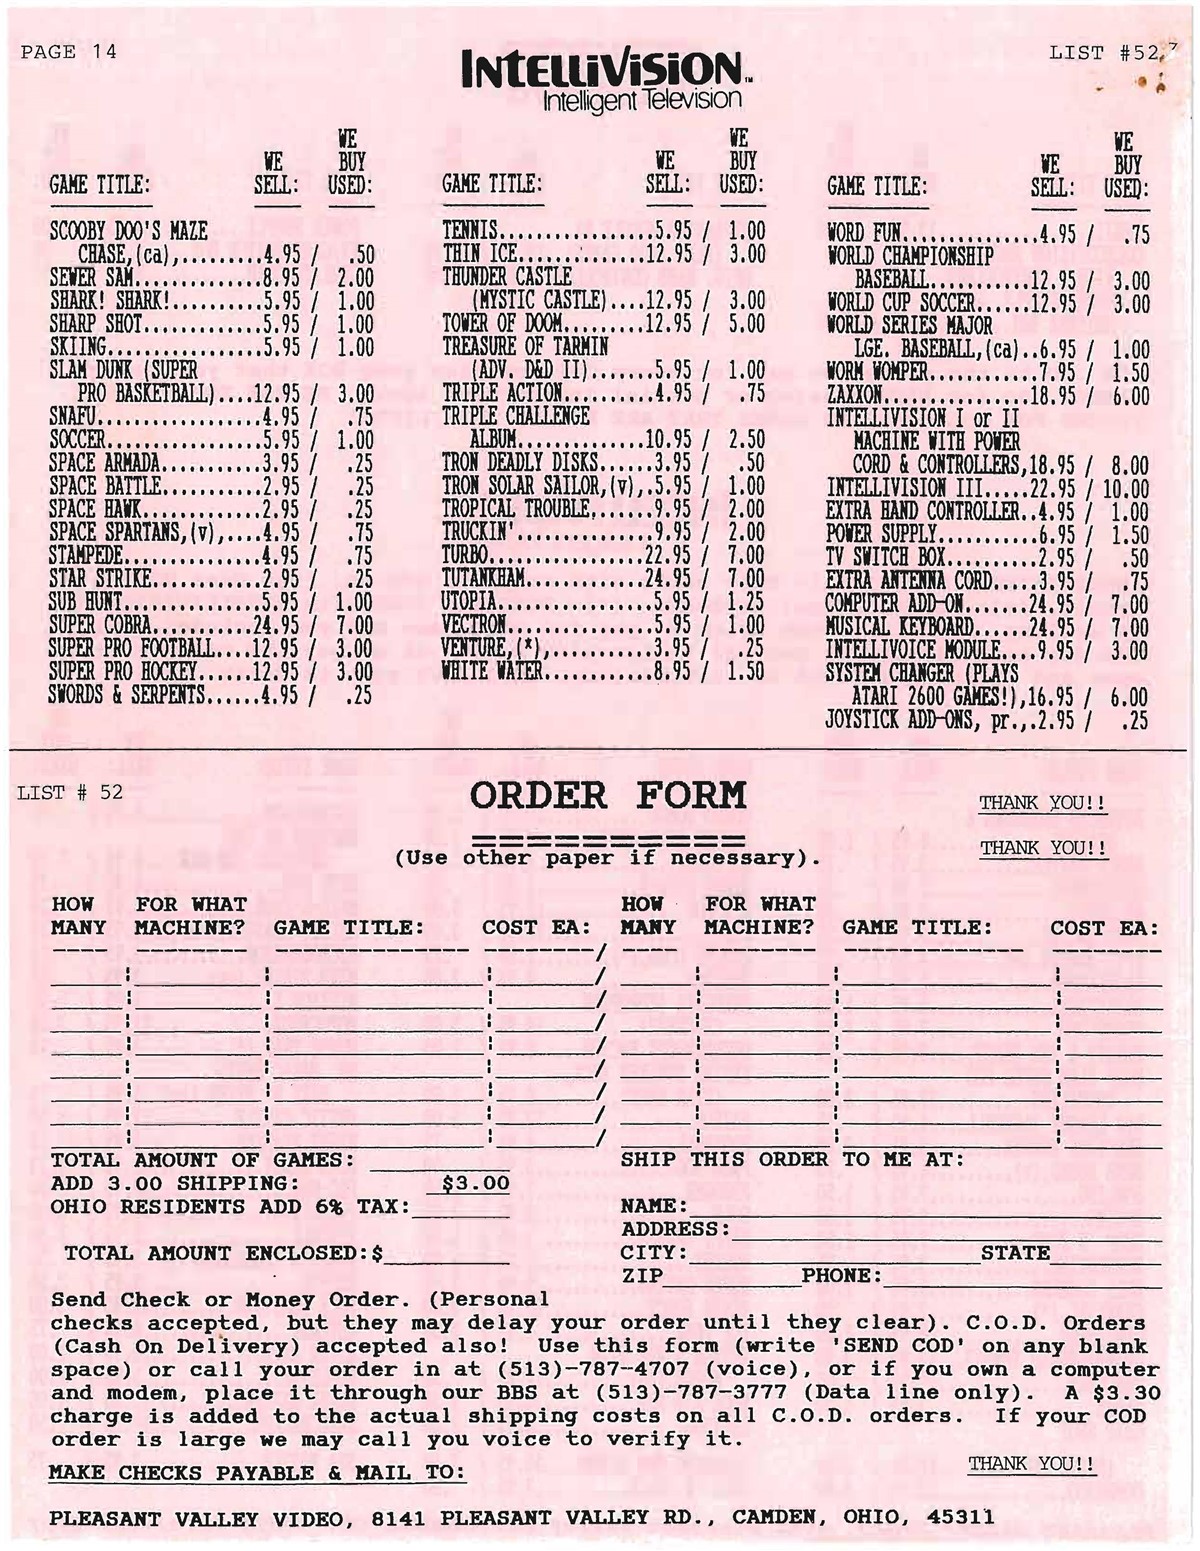 PAGE 14
INTELLIVISION™
Intelligent Television
LIST #52,7
GAME TITLE: WE SELL: WE BUY USED:
SCOOBY DOO'S MAZE
CHASE,(ca),.........4.95 / .50
SEWER SAM..............8.95 / 2.00
SHARK! SHARK!..........5.95 / 1.00
SHARP SHOT.............5.95 / 1.00
SKIING.................5.95 / 1.00
SLAM DUNK (SUPER
PRO BASKETBALL)....12.95 / 3.00
SNAFU..................4.95 / .75
SOCCER.................5.95 / 1.00
SPACE ARMADA...........3.95 / .25
SPACE BATTLE...........2.95 / .25
SPACE HAWK.............2.95 / .25
SPACE SPARTANS,(v),....4.95 / .75
STAMPEDE...............4.95 / .75
STAR STRIKE............2.95 / .25
SUB HUNT...............5.95 / 1.00
SUPER COBRA...........24.95 / 7.00
SUPER PRO FOOTBALL....12.95 / 3.00
SUPER PRO HOCKEY......12.95 / 3.00
SWORDS & SERPENTS......4.95 / .25
GAME TITLE: WE SELL: WE BUY USED:
TENNIS.................5.95 / 1.00
THIN ICE..............12.95 / 3.00
THUNDER CASTLE
(MYSTIC CASTLE)....12.95 / 3.00
TOWER OF DOOM.........12.95 / 5.00
TREASURE OF TARMIN
(ADV. D&D II)......5.95 / 1.00
TRIPLE ACTION..........4.95 / .75
TRIPLE CHALLENGE
ALBUM..............10.95 / 2.50
TRON DEADLY DISKS......3.95 / .50
TRON SOLAR SAILOR,(v),.5.95 / 1.00
TROPICAL TROUBLE.......9.95 / 2.00
TRUCKIN'...............9.95 / 2.00
TURBO.................22.95 / 7.00
TUTANKHAM.............24.95 / 7.00
UTOPIA.................5.95 / 1.25
VECTRON................5.95 / 1.00
VENTURE,(*),...........3.95 / .25
WHITE WATER............8.95 / 1.50
GAME TITLE: WE SELL: WE BUY USED:
WORD FUN...............4.95 / .75
WORLD CHAMPIONSHIP
BASEBALL...........12.95 / 3.00
WORLD CUP SOCCER......12.95 / 3.00
WORLD SERIES MAJOR
LGE. BASEBALL,(ca)..6.95 / 1.00
WORM WOMPER............7.95 / 1.50
ZAXXON................18.95 / 6.00
INTELLIVISION I or II
MACHINE WITH POWER
CORD & CONTROLLERS,18.95 / 8.00
INTELLIVISION III.....22.95 / 10.00
EXTRA HAND CONTROLLER..4.95 / 1.00
POWER SUPPLY...........6.95 / 1.50
TV SWITCH BOX..........2.95 / .50
EXTRA ANTENNA CORD.....3.95 / .75
COMPUTER ADD-ON.......24.95 / 7.00
MUSICAL KEYBOARD......24.95 / 7.00
INTELLIVOICE MODULE....9.95 / 3.00
SYSTEM CHANGER (PLAYS
ATARI 2600 GAMES!),16.95 / 6.00
JOYSTICK ADD-ONS, pr.,.2.95 / .25
LIST # 52
ORDER FORM
===========
(Use other paper if necessary).
THANK YOU!!
THANK YOU!!
HOW MANY FOR WHAT MACHINE? GAME TITLE: COST EA:
HOW MANY FOR WHAT MACHINE? GAME TITLE: COST EA:
TOTAL AMOUNT OF GAMES:
ADD 3.00 SHIPPING: $3.00
OHIO RESIDENTS ADD 6% TAX:
TOTAL AMOUNT ENCLOSED:$
SHIP THIS ORDER TO ME AT:
NAME:
ADDRESS:
CITY: STATE
ZIP PHONE:
Send Check or Money Order. (Personal
checks accepted, but they may delay your order until they clear). C.O.D. Orders
(Cash On Delivery) accepted also! Use this form (write 'SEND COD' on any blank
space) or call your order in at (513)-787-4707 (voice), or if you own a computer
and modem, place it through our BBS at (513)-787-3777 (Data line only). A $3.30
charge is added to the actual shipping costs on all C.O.D. orders. If your COD
order is large we may call you voice to verify it.
MAKE CHECKS PAYABLE & MAIL TO:
THANK YOU!!
PLEASANT VALLEY VIDEO, 8141 PLEASANT VALLEY RD., CAMDEN, OHIO, 45311